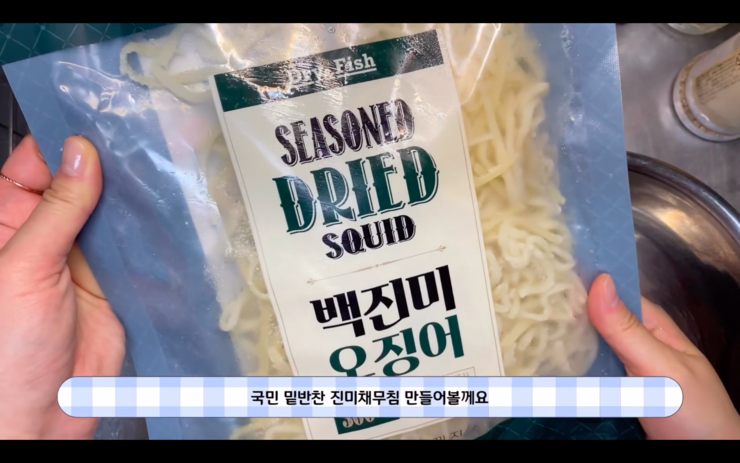 Dry Fish
SEASONED
DRIED
SQUID
백진미
오징어
국민 밑반찬 진미채무침 만들어볼께요